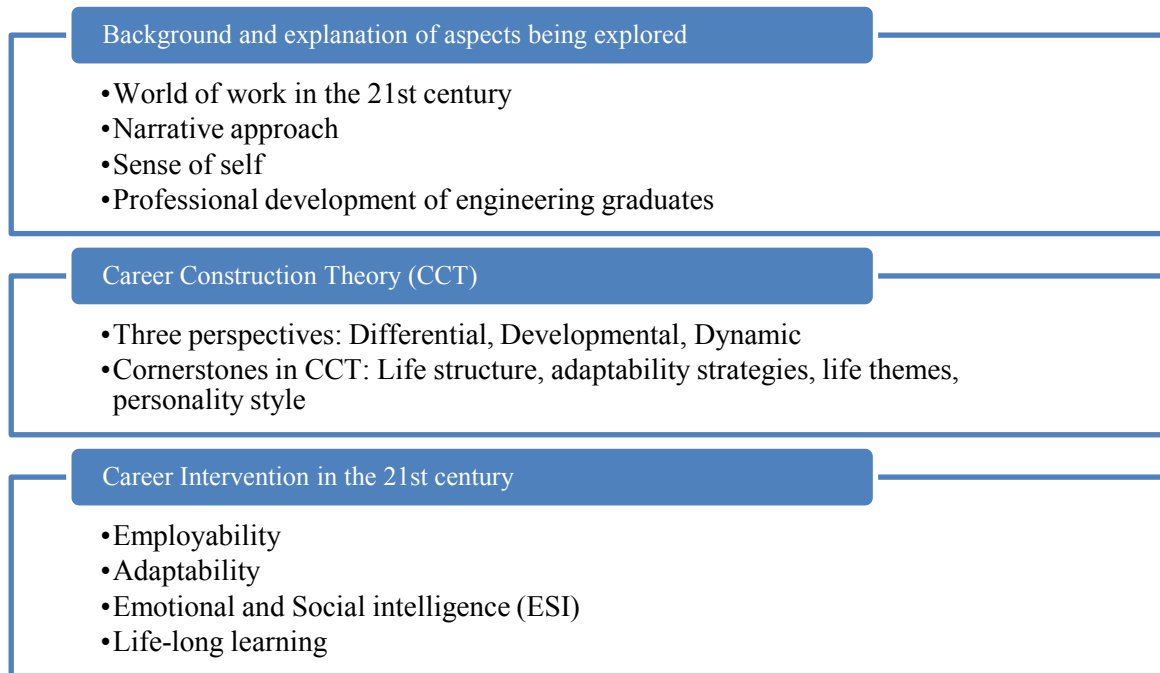 Background and explanation of aspects being explored
•World of work in the 21st century
•Narrative approach
•Sense of self
•Professional development of engineering graduates
Career Construction Theory (CCT)
•Three perspectives: Differential, Developmental, Dynamic
•Cornerstones in CCT: Life structure, adaptability strategies, life themes,
personality style
Career Intervention in the 21st century
•Employability
•Adaptability
•Emotional and Social intelligence (ESI)
•Life-long learning